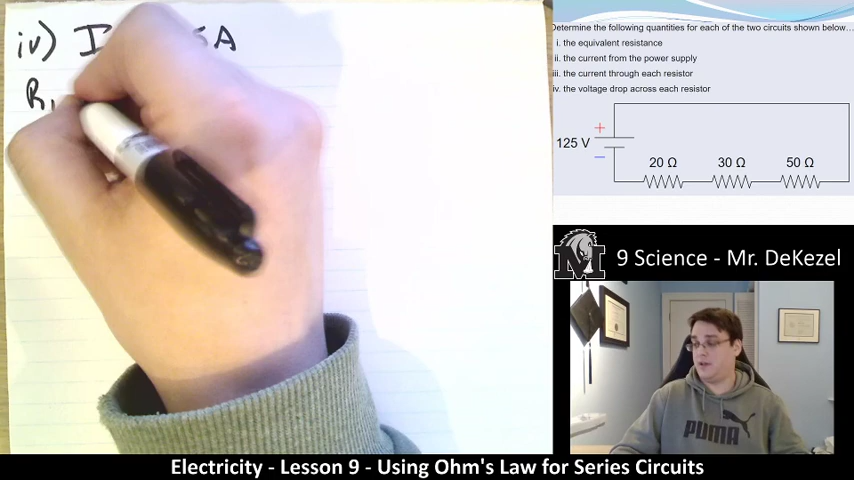 iv) I 5A
R₁
Determine the following quantities for each of the two circuits shown below...
i. the equivalent resistance
ii. the current from the power supply
iii. the current through each resistor
iv. the voltage drop across each resistor
+
125 V
−
20 Ω 30 Ω 50 Ω
M 9 Science - Mr. DeKezel
PUMA
Electricity - Lesson 9 - Using Ohm's Law for Series Circuits